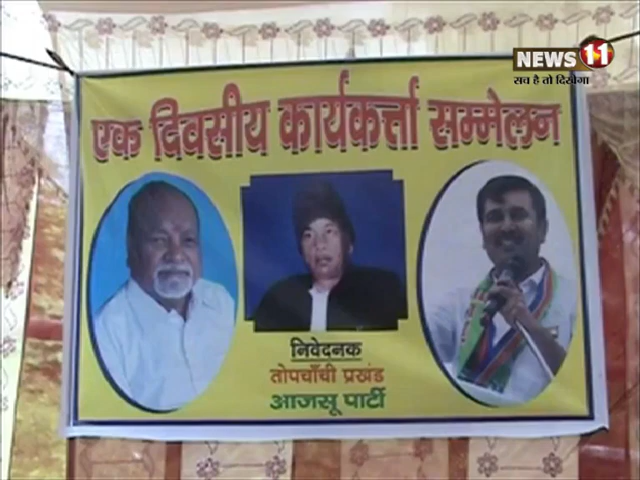 NEWS 11
सच है तो दिखेगा
एक दिवसीय कार्यकर्त्ता सम्मेलन
निवेदनक
तोपचाँची प्रखंड
आजसू पार्टी